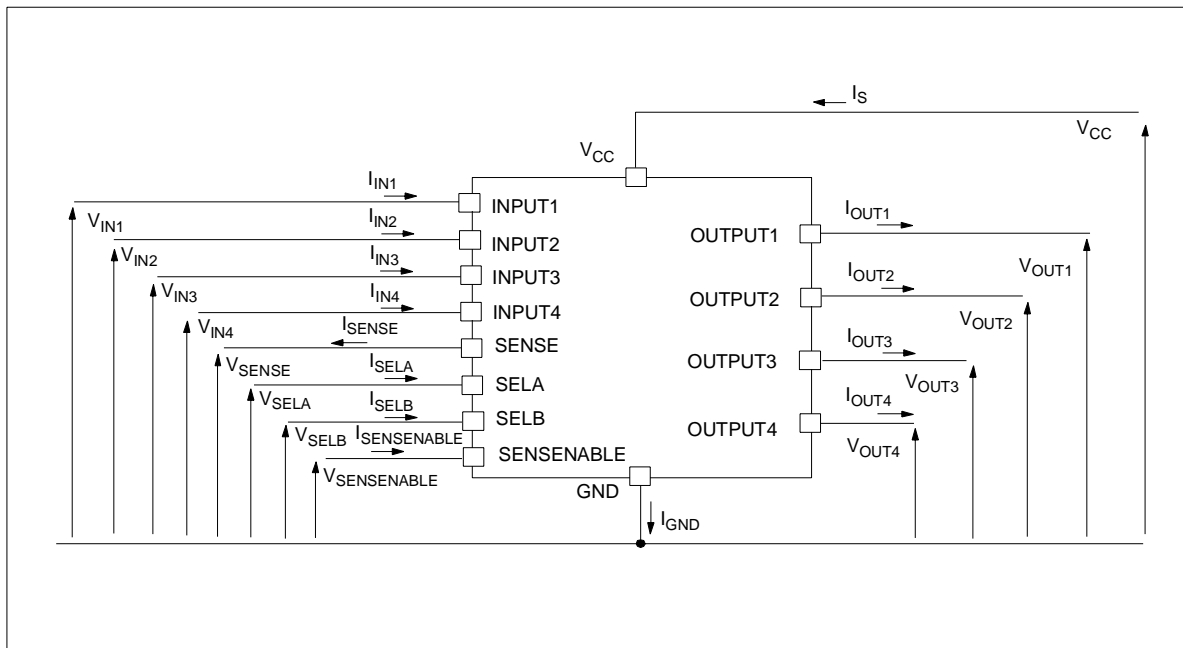 I_S
V_CC
V_CC
I_IN1
INPUT1
V_IN1
I_IN2
INPUT2
V_IN2
I_IN3
INPUT3
V_IN3
I_IN4
INPUT4
V_IN4
I_SENSE
SENSE
V_SENSE
I_SELA
SELA
V_SELA
I_SELB
SELB
V_SELB
I_SENSENABLE
SENSENABLE
V_SENSENABLE
GND
I_GND
OUTPUT1
I_OUT1
V_OUT1
OUTPUT2
I_OUT2
V_OUT2
OUTPUT3
I_OUT3
V_OUT3
OUTPUT4
I_OUT4
V_OUT4